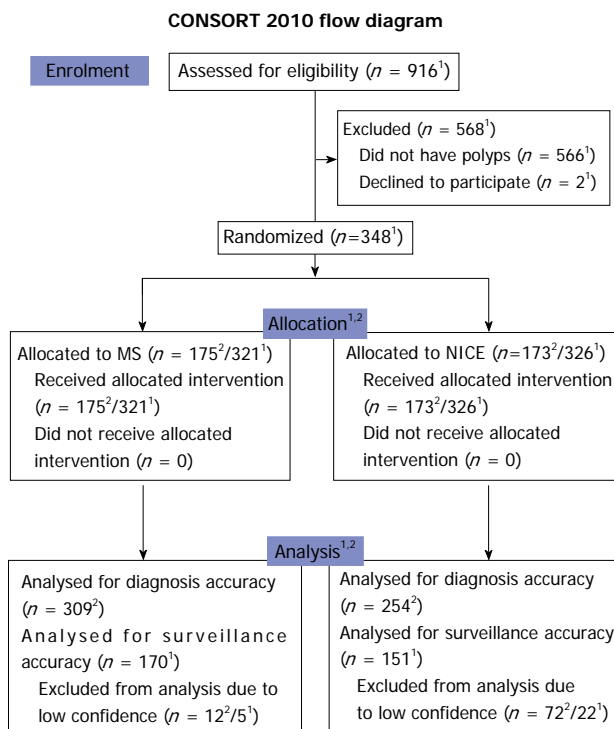 CONSORT 2010 flow diagram
Enrolment
Assessed for eligibility (n = 916¹)
Excluded (n = 568¹)
Did not have polyps (n = 566¹)
Declined to participate (n = 2¹)
Randomized (n=348¹)
Allocation¹,²
Allocated to MS (n = 175²/321¹)
Received allocated intervention
(n = 175²/321¹)
Did not receive allocated
intervention (n = 0)
Allocated to NICE (n=173²/326¹)
Received allocated intervention
(n = 173²/326¹)
Did not receive allocated
intervention (n = 0)
Analysis¹,²
Analysed for diagnosis accuracy
(n = 309²)
Analysed for surveillance
accuracy (n = 170¹)
Excluded from analysis due to
low confidence (n = 12²/5¹)
Analysed for diagnosis accuracy
(n = 254²)
Analysed for surveillance accuracy
(n = 151¹)
Excluded from analysis due
to low confidence (n = 72²/22¹)